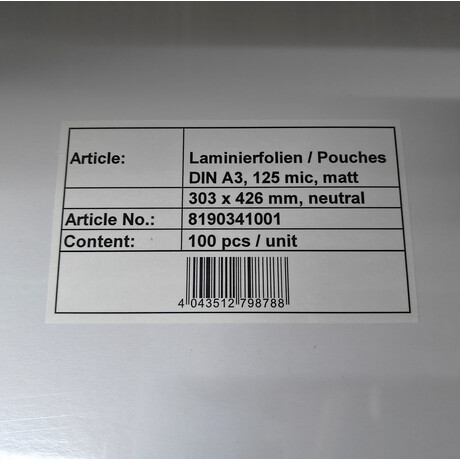 Article: Laminierfolien / Pouches
DIN A3, 125 mic, matt
303 x 426 mm, neutral
Article No.: 8190341001
Content: 100 pcs / unit
4 043512 798788